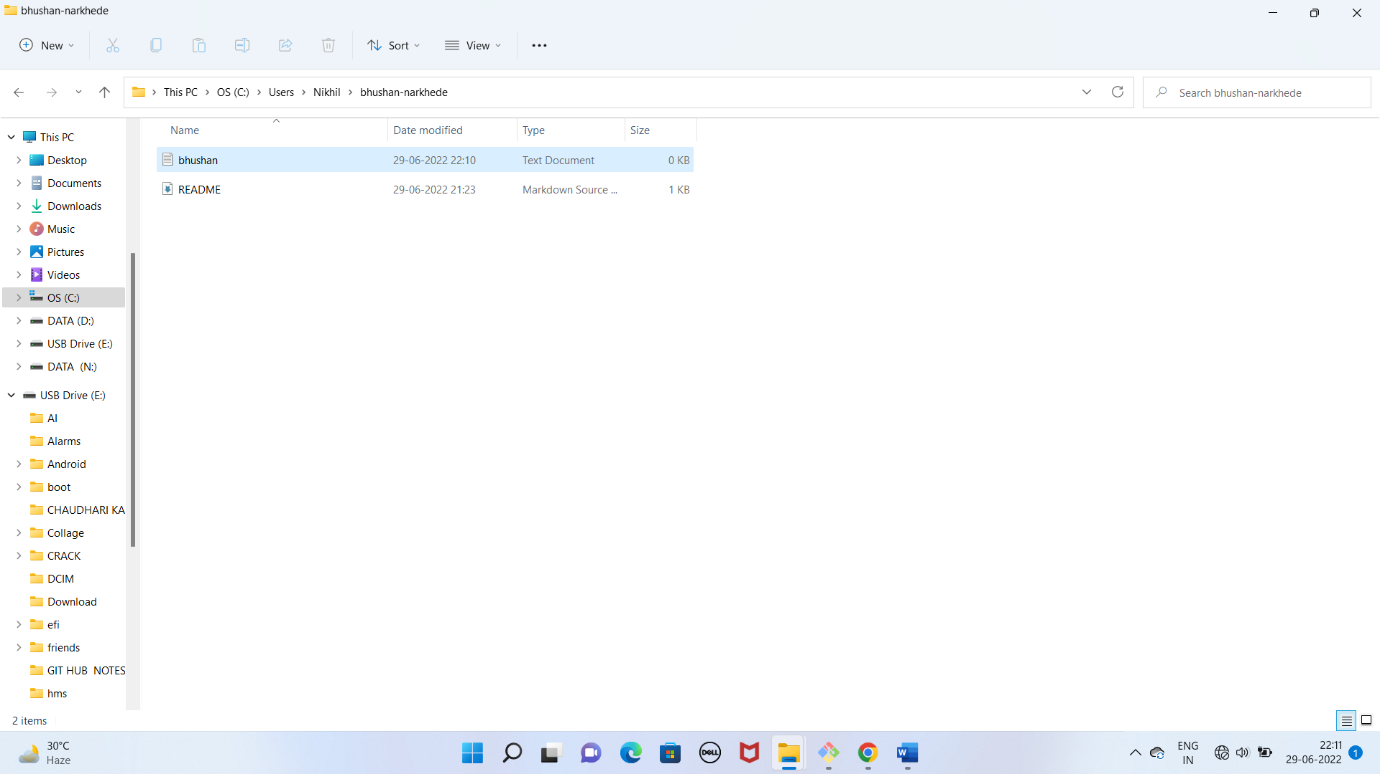 bhushan-narkhede
New
Sort
View
This PC > OS (C:) > Users > Nikhil > bhushan-narkhede
Search bhushan-narkhede
Name Date modified Type Size
bhushan 29-06-2022 22:10 Text Document 0 KB
README 29-06-2022 21:23 Markdown Source ... 1 KB
This PC
Desktop
Documents
Downloads
Music
Pictures
Videos
OS (C:)
DATA (D:)
USB Drive (E:)
DATA (N:)
USB Drive (E:)
AI
Alarms
Android
boot
CHAUDHARI KA
Collage
CRACK
DCIM
Download
efi
friends
GIT HUB NOTES
hms
2 items
30°C
Haze
DELL
W
ENG
IN
22:11
29-06-2022
1